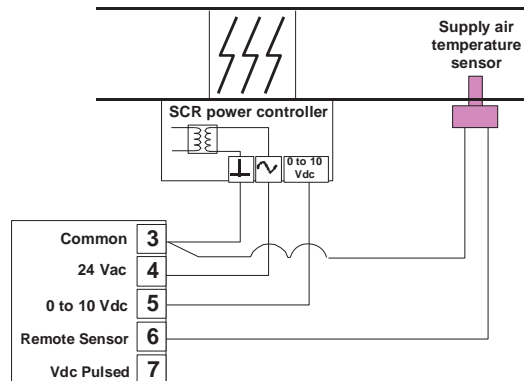 Supply air
temperature
sensor
SCR power controller
0 to 10
Vdc
Common 3
24 Vac 4
0 to 10 Vdc 5
Remote Sensor 6
Vdc Pulsed 7